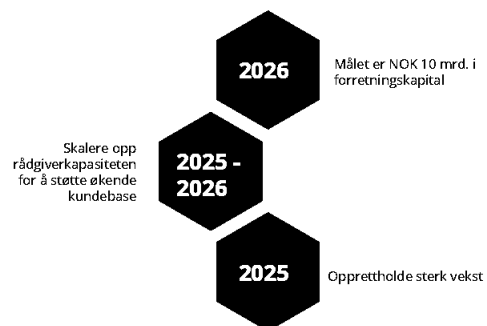 2026
Målet er NOK 10 mrd. i
forretningskapital
Skalere opp
rådgiverkapasiteten
for å støtte økende
kundebase
2025 -
2026
2025
Opprettholde sterk vekst